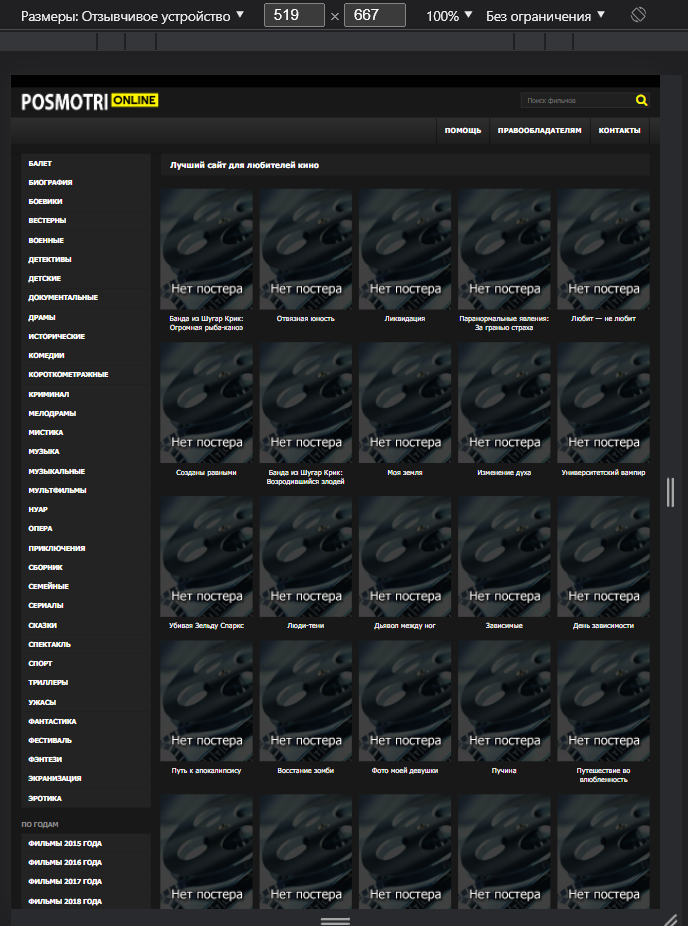 Размеры: Отзывчивое устройство 519 × 667 100% Без ограничения
POSMOTRI ONLINE
Поиск фильмов
ПОМОЩЬ ПРАВООБЛАДАТЕЛЯМ КОНТАКТЫ
БАЛЕТ
БИОГРАФИЯ
БОЕВИКИ
ВЕСТЕРНЫ
ВОЕННЫЕ
ДЕТЕКТИВЫ
ДЕТСКИЕ
ДОКУМЕНТАЛЬНЫЕ
ДРАМЫ
ИСТОРИЧЕСКИЕ
КОМЕДИИ
КОРОТКОМЕТРАЖНЫЕ
КРИМИНАЛ
МЕЛОДРАМЫ
МИСТИКА
МУЗЫКА
МУЗЫКАЛЬНЫЕ
МУЛЬТФИЛЬМЫ
НУАР
ОПЕРА
ПРИКЛЮЧЕНИЯ
СБОРНИК
СЕМЕЙНЫЕ
СЕРИАЛЫ
СКАЗКИ
СПЕКТАКЛЬ
СПОРТ
ТРИЛЛЕРЫ
УЖАСЫ
ФАНТАСТИКА
ФЕСТИВАЛЬ
ФЭНТЕЗИ
ЭКРАНИЗАЦИЯ
ЭРОТИКА
ПО ГОДАМ
ФИЛЬМЫ 2015 ГОДА
ФИЛЬМЫ 2016 ГОДА
ФИЛЬМЫ 2017 ГОДА
ФИЛЬМЫ 2018 ГОДА
Лучший сайт для любителей кино
Нет постера Нет постера Нет постера Нет постера Нет постера
Банда из Шугар Крик: Отвязная юность Ликвидация Паранормальные явления: Любит — не любит
Огромная рыба-каноэ За гранью страха
Нет постера Нет постера Нет постера Нет постера Нет постера
Созданы равными Банда из Шугар Крик: Моя земля Изменение духа Университетский вампир
Возродившийся злодей
Нет постера Нет постера Нет постера Нет постера Нет постера
Убивая Зельду Спаркс Люди-тени Дьявол между ног Зависимые День зависимости
Нет постера Нет постера Нет постера Нет постера Нет постера
Путь к апокалипсису Восстание зомби Фото моей девушки Пучина Путешествие во
влюбленность
Нет постера Нет постера Нет постера Нет постера Нет постера